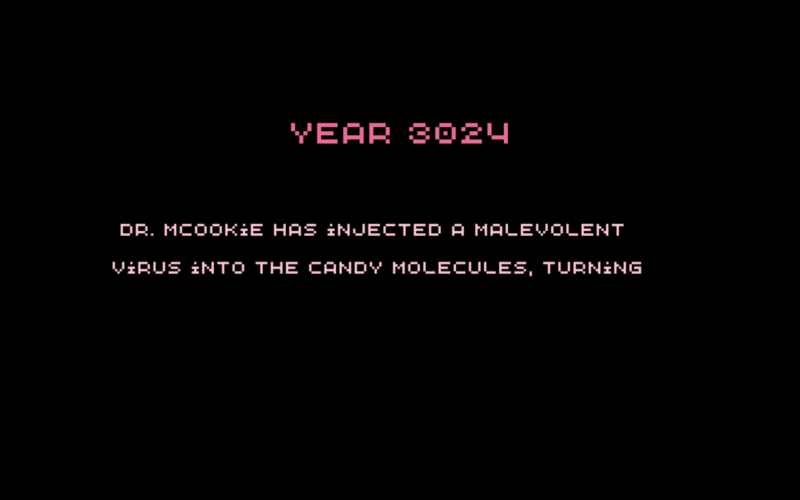 YEAR 3024
DR. MCOOKiE HAS iNJECTED A MALEVOLENT
ViRUS iNTO THE CANDY MOLECULES, TURNiNG